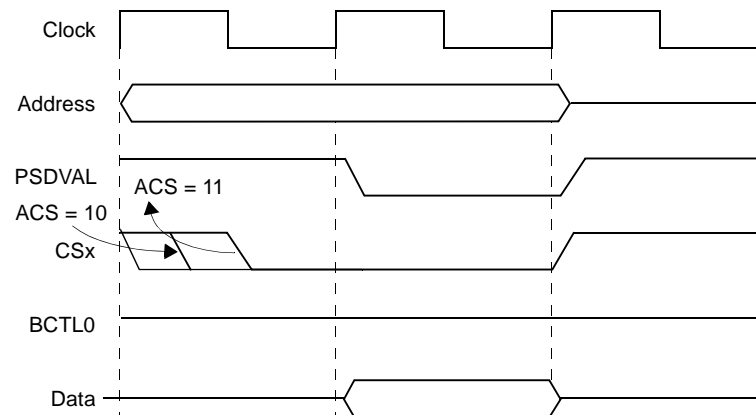 Clock
Address
PSDVAL
ACS = 11
ACS = 10
CSx
BCTL0
Data